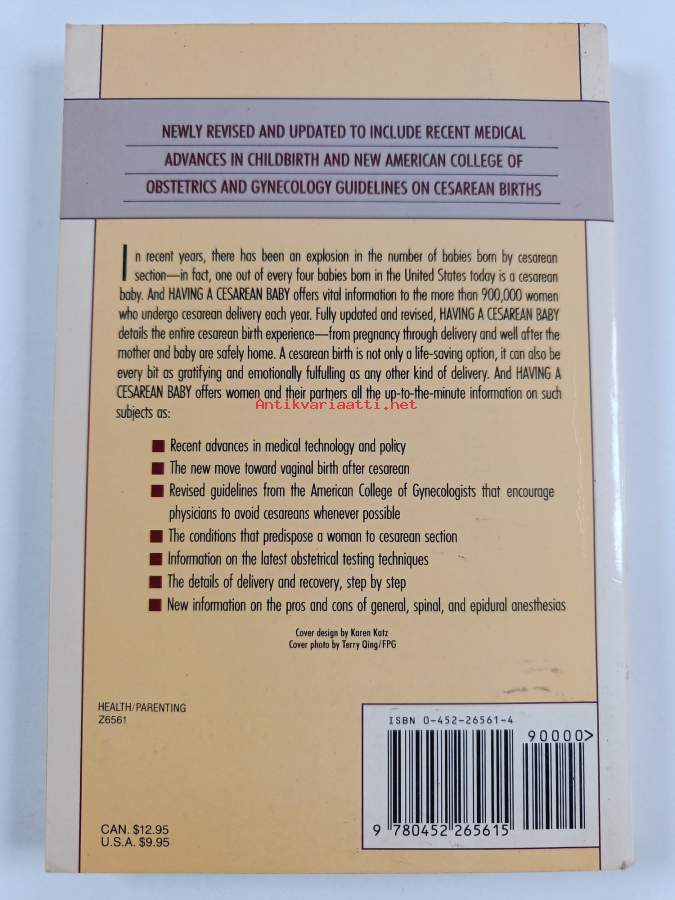 NEWLY REVISED AND UPDATED TO INCLUDE RECENT MEDICAL
ADVANCES IN CHILDBIRTH AND NEW AMERICAN COLLEGE OF
OBSTETRICS AND GYNECOLOGY GUIDELINES ON CESAREAN BIRTHS
In recent years, there has been an explosion in the number of babies born by cesarean
section—in fact, one out of every four babies born in the United States today is a cesarean
baby. And HAVING A CESAREAN BABY offers vital information to the more than 900,000 women
who undergo cesarean delivery each year. Fully updated and revised, HAVING A CESAREAN BABY
details the entire cesarean birth experience—from pregnancy through delivery and well after the
mother and baby are safely home. A cesarean birth is not only a life-saving option, it can also be
every bit as gratifying and emotionally fulfulling as any other kind of delivery. And HAVING A
CESAREAN BABY offers women and their partners all the up-to-the-minute information on such
subjects as:
Antikvariaatti.net
Recent advances in medical technology and policy
The new move toward vaginal birth after cesarean
Revised guidelines from the American College of Gynecologists that encourage
physicians to avoid cesareans whenever possible
The conditions that predispose a woman to cesarean section
Information on the latest obstetrical testing techniques
The details of delivery and recovery, step by step
New information on the pros and cons of general, spinal, and epidural anesthesias
Cover design by Karen Katz
Cover photo by Terry Qing/FPG
HEALTH/PARENTING
Z6561
CAN. $12.95
U.S.A. $9.95
ISBN 0-452-26561-4
90000>
9 780452 265615